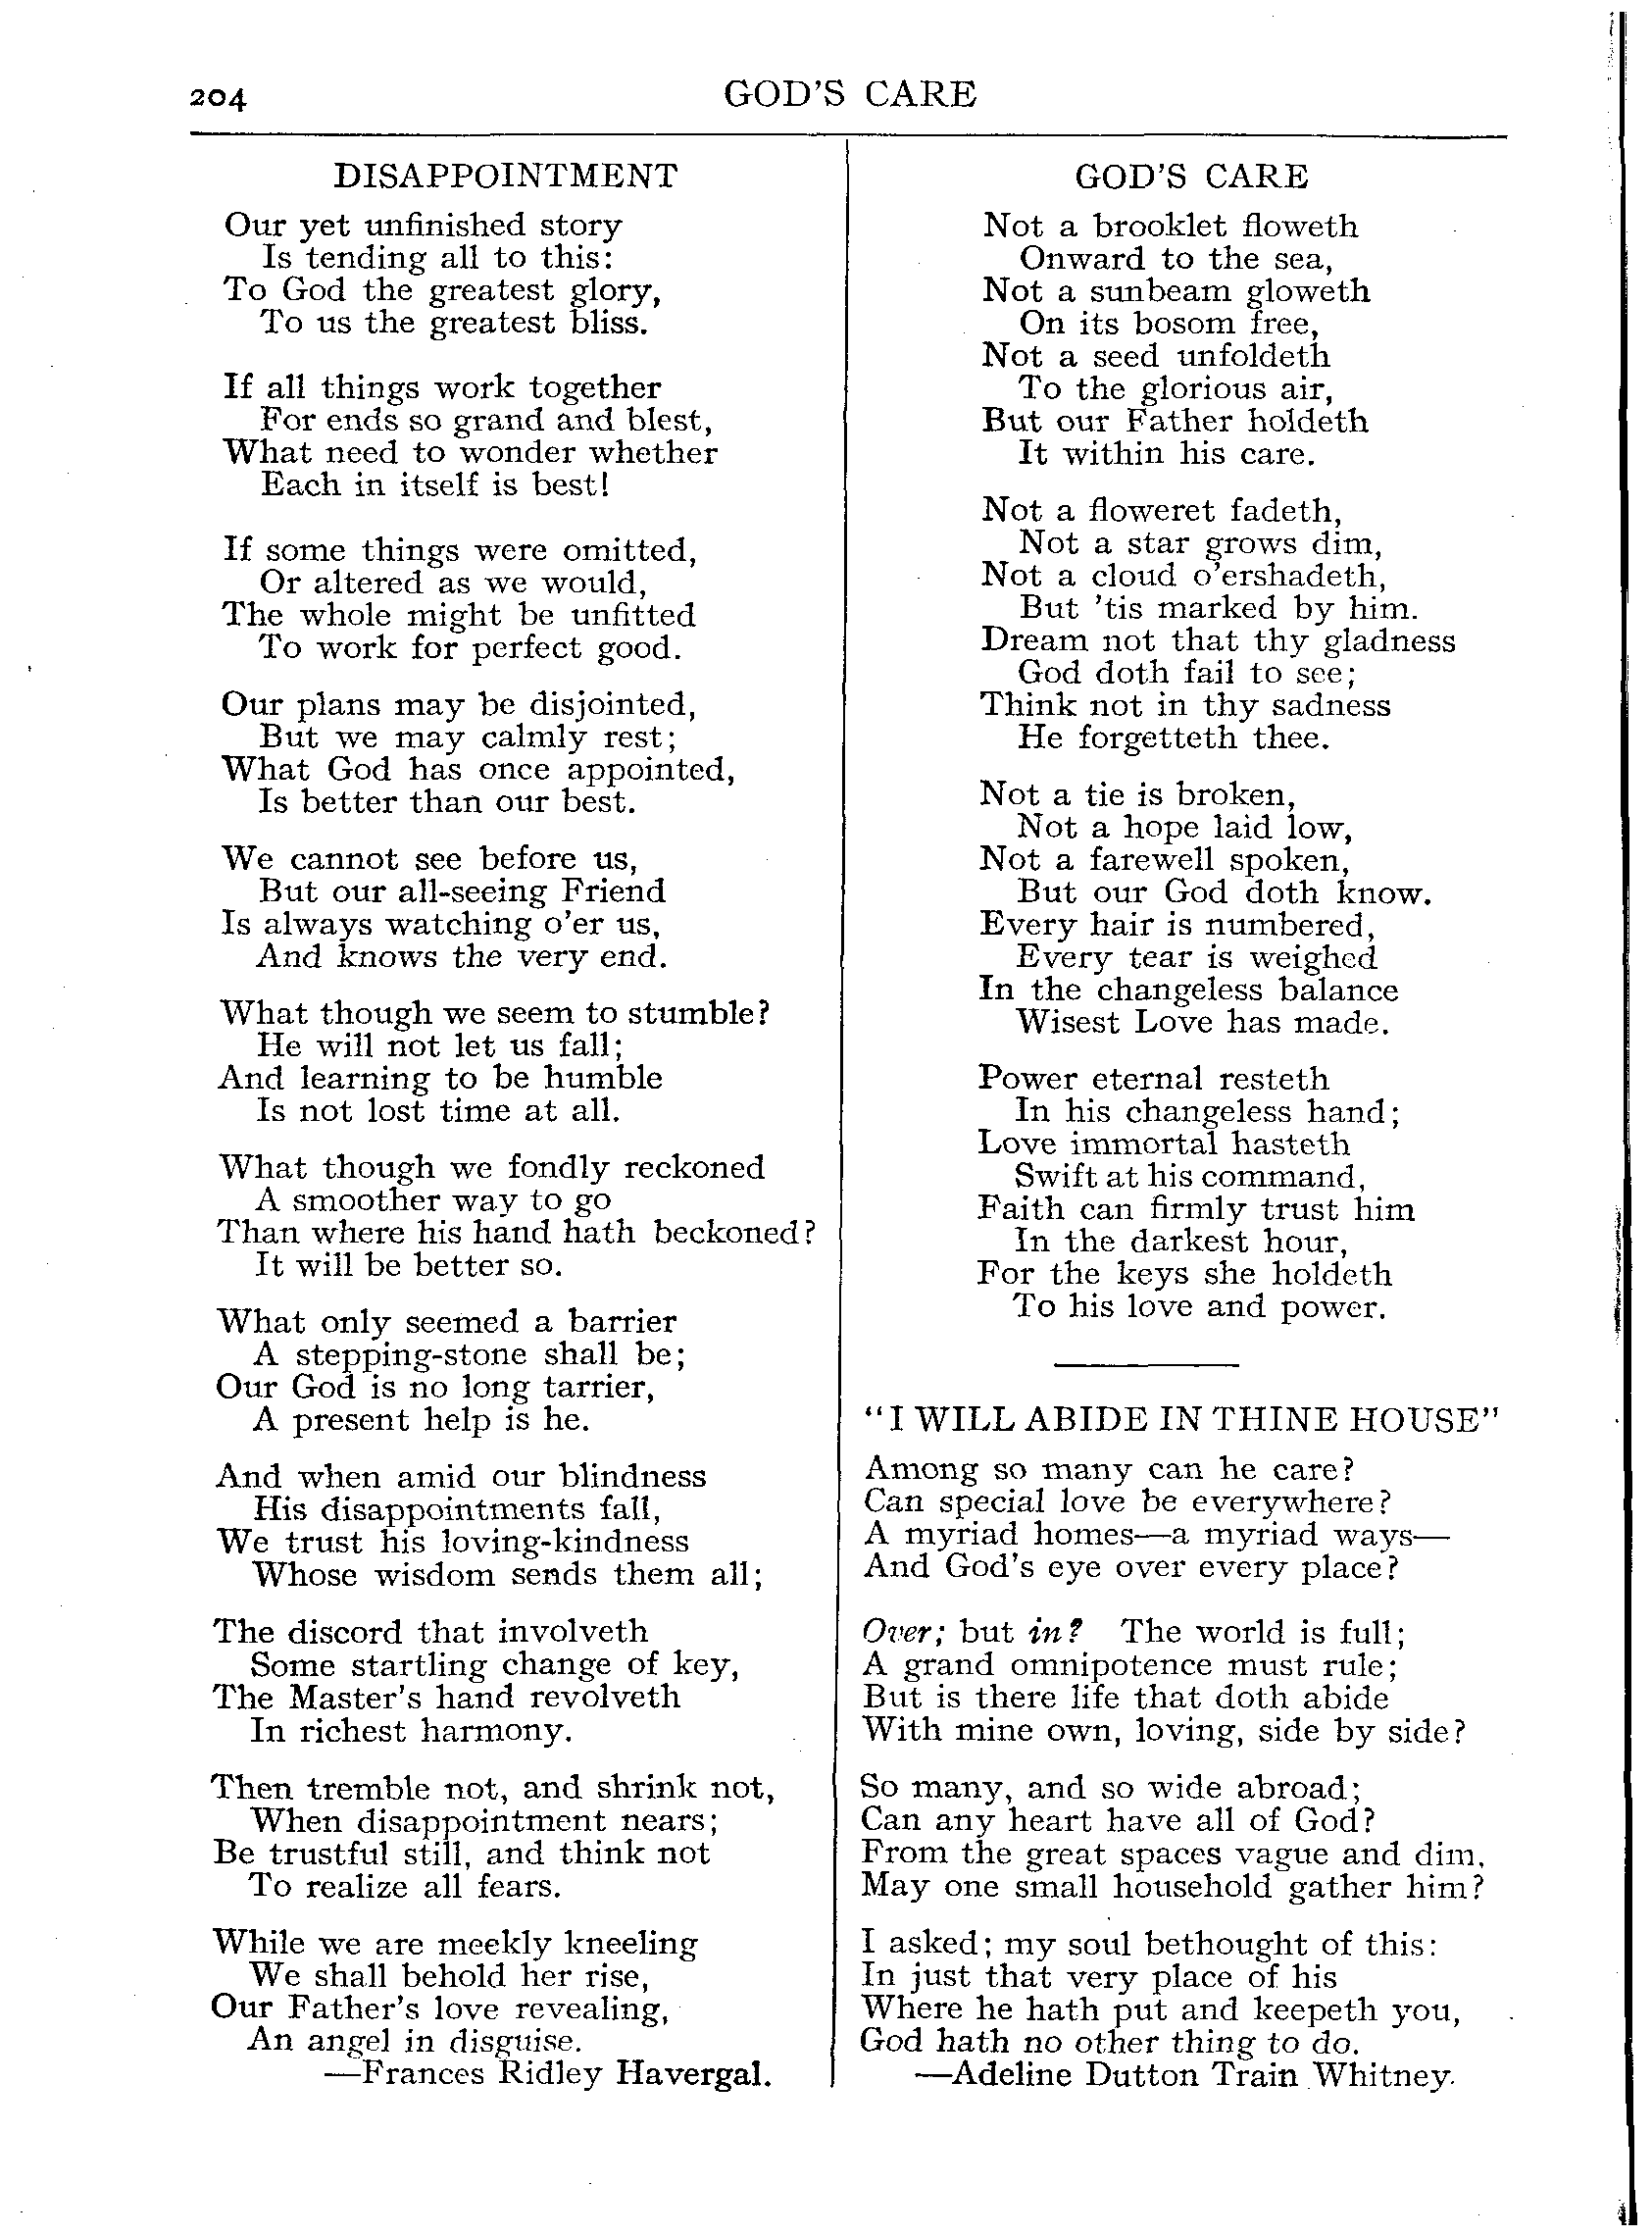 204
GOD'S CARE
DISAPPOINTMENT
Our yet unfinished story
Is tending all to this:
To God the greatest glory,
To us the greatest bliss.
If all things work together
For ends so grand and blest,
What need to wonder whether
Each in itself is best!
If some things were omitted,
Or altered as we would,
The whole might be unfitted
To work for perfect good.
Our plans may be disjointed,
But we may calmly rest;
What God has once appointed,
Is better than our best.
We cannot see before us,
But our all-seeing Friend
Is always watching o'er us,
And knows the very end.
What though we seem to stumble?
He will not let us fall;
And learning to be humble
Is not lost time at all.
What though we fondly reckoned
A smoother way to go
Than where his hand hath beckoned?
It will be better so.
What only seemed a barrier
A stepping-stone shall be;
Our God is no long tarrier,
A present help is he.
And when amid our blindness
His disappointments fall,
We trust his loving-kindness
Whose wisdom sends them all;
The discord that involveth
Some startling change of key,
The Master's hand revolveth
In richest harmony.
Then tremble not, and shrink not,
When disappointment nears;
Be trustful still, and think not
To realize all fears.
While we are meekly kneeling
We shall behold her rise,
Our Father's love revealing,
An angel in disguise.
—Frances Ridley Havergal.
GOD'S CARE
Not a brooklet floweth
Onward to the sea,
Not a sunbeam gloweth
On its bosom free,
Not a seed unfoldeth
To the glorious air,
But our Father holdeth
It within his care.
Not a floweret fadeth,
Not a star grows dim,
Not a cloud o'ershadeth,
But 'tis marked by him.
Dream not that thy gladness
God doth fail to see;
Think not in thy sadness
He forgetteth thee.
Not a tie is broken,
Not a hope laid low,
Not a farewell spoken,
But our God doth know.
Every hair is numbered,
Every tear is weighed
In the changeless balance
Wisest Love has made.
Power eternal resteth
In his changeless hand;
Love immortal hasteth
Swift at his command,
Faith can firmly trust him
In the darkest hour,
For the keys she holdeth
To his love and power.
"I WILL ABIDE IN THINE HOUSE"
Among so many can he care?
Can special love be everywhere?
A myriad homes—a myriad ways—
And God's eye over every place?
Over; but in? The world is full;
A grand omnipotence must rule;
But is there life that doth abide
With mine own, loving, side by side?
So many, and so wide abroad;
Can any heart have all of God?
From the great spaces vague and dim,
May one small household gather him?
I asked; my soul bethought of this:
In just that very place of his
Where he hath put and keepeth you,
God hath no other thing to do.
—Adeline Dutton Train Whitney.